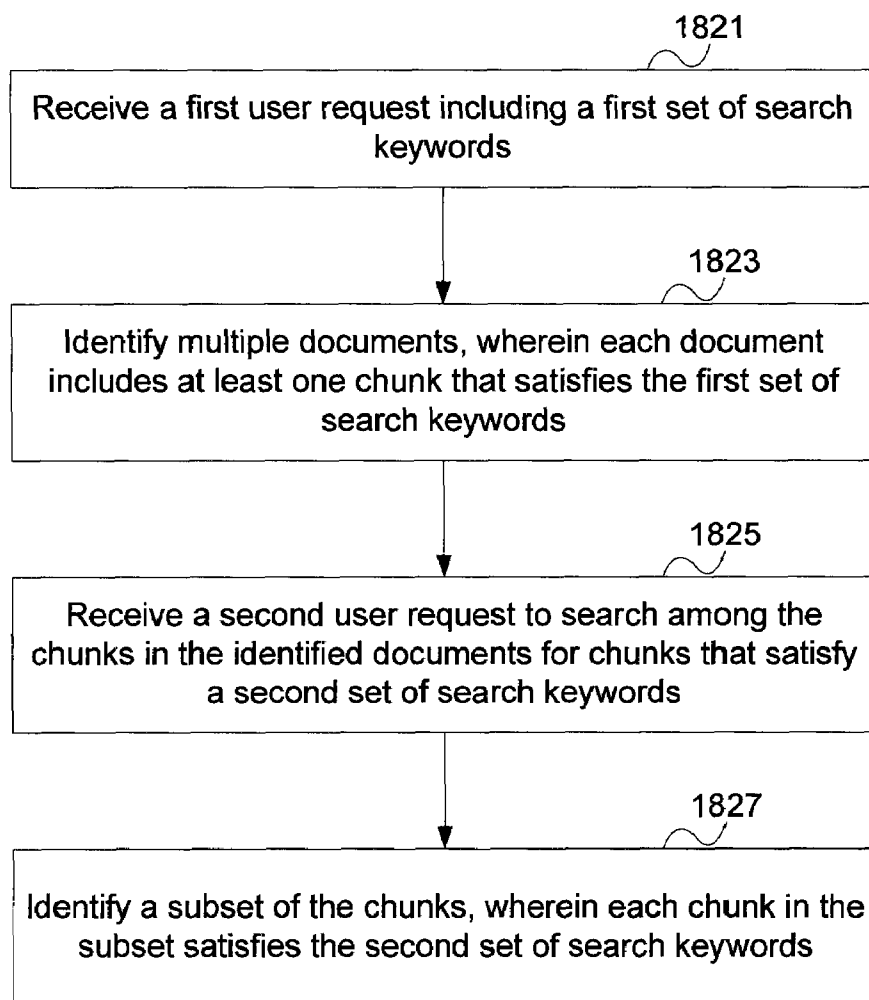 1821
Receive a first user request including a first set of search
keywords
1823
Identify multiple documents, wherein each document
includes at least one chunk that satisfies the first set of
search keywords
1825
Receive a second user request to search among the
chunks in the identified documents for chunks that satisfy
a second set of search keywords
1827
Identify a subset of the chunks, wherein each chunk in the
subset satisfies the second set of search keywords